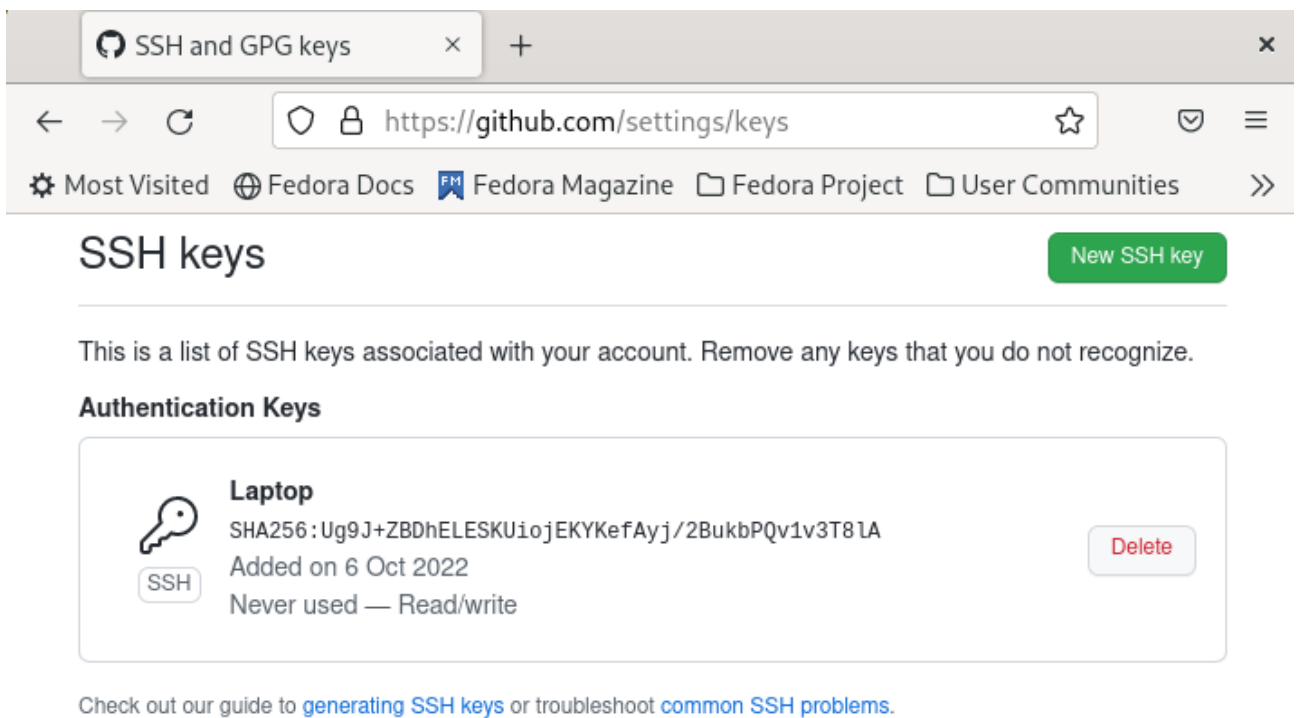 SSH and GPG keys
https://github.com/settings/keys
Most Visited Fedora Docs FM Fedora Magazine Fedora Project User Communities
SSH keys New SSH key
This is a list of SSH keys associated with your account. Remove any keys that you do not recognize.
Authentication Keys
Laptop
SHA256:Ug9J+ZBDhELESKUiojEKYKefAyj/2BukbPQv1v3T8lA
Added on 6 Oct 2022
Never used — Read/write
SSH
Delete
Check out our guide to generating SSH keys or troubleshoot common SSH problems.